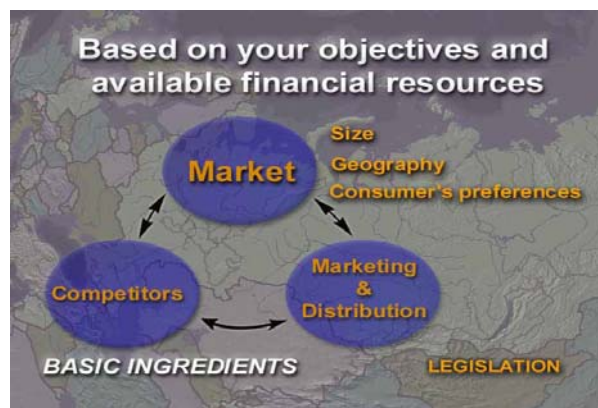 Based on your objectives and
available financial resources
Market
Size
Geography
Consumer's preferences
Competitors
Marketing
&
Distribution
BASIC INGREDIENTS
LEGISLATION